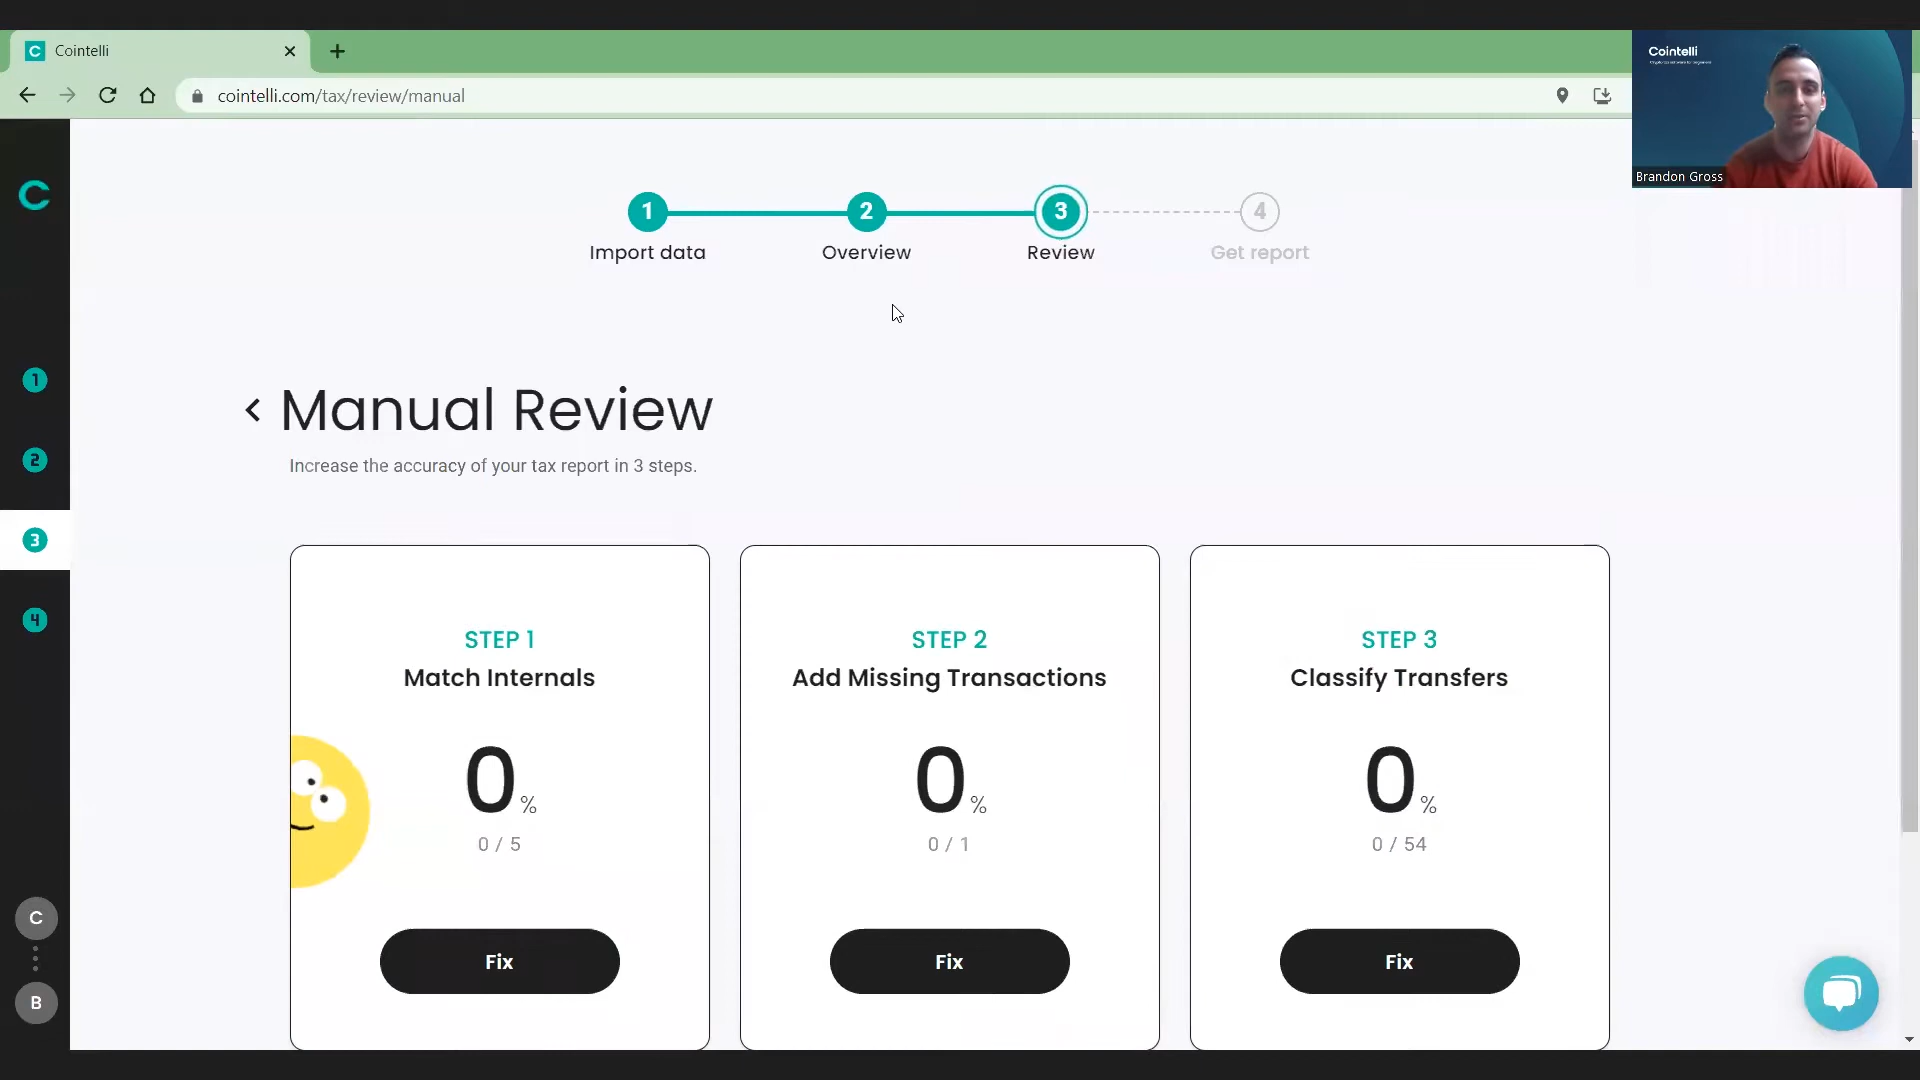 Cointelli
cointelli.com/tax/review/manual
Cointelli
Brandon Gross
1
2
3
4
Import data
Overview
Review
Get report
1
2
3
4
C
B
Manual Review
Increase the accuracy of your tax report in 3 steps.
STEP 1
Match Internals
0 %
0 / 5
Fix
STEP 2
Add Missing Transactions
0 %
0 / 1
Fix
STEP 3
Classify Transfers
0 %
0 / 54
Fix